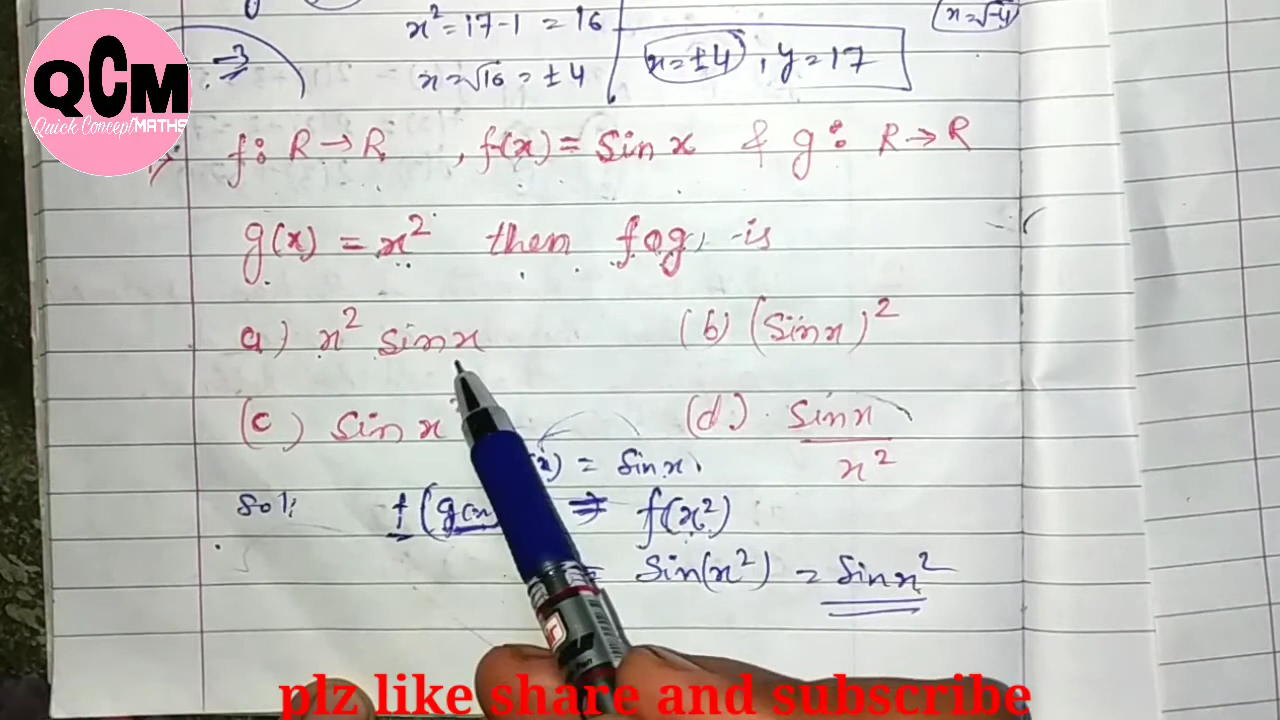 x² = 17-1 = 16
x = √16 = ± 4
x = ±4 , y = 17
x = √-4
QCM
Quick Concept MATHS
f: R → R , f(x) = Sin x & g: R → R
g(x) = x² then fog is
a) x² sin x (b) (Sin x)²
(c) Sin x (d) Sin x / x²
(x) = Sin x
Sol: f(g(x) ⇒ f(x²)
= Sin(x²) = Sin x²
plz like share and subscribe